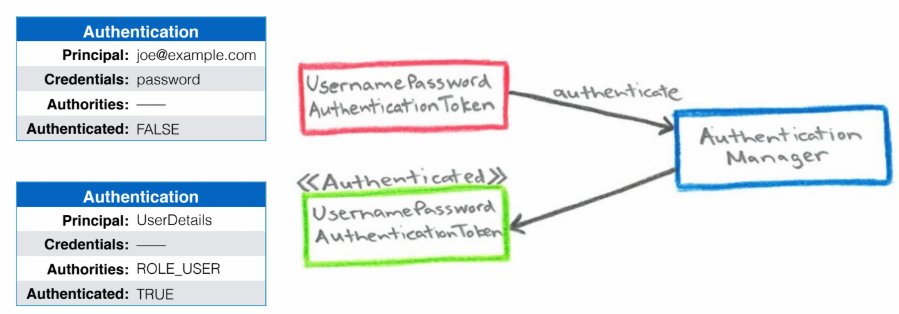 Authentication
Principal: joe@example.com
Credentials: password
Authorities: ——
Authenticated: FALSE
UsernamePassword
AuthenticationToken
authenticate
Authentication
Manager
Authentication
Principal: UserDetails
Credentials: ——
Authorities: ROLE_USER
Authenticated: TRUE
<<Authenticated>>
UsernamePassword
AuthenticationToken